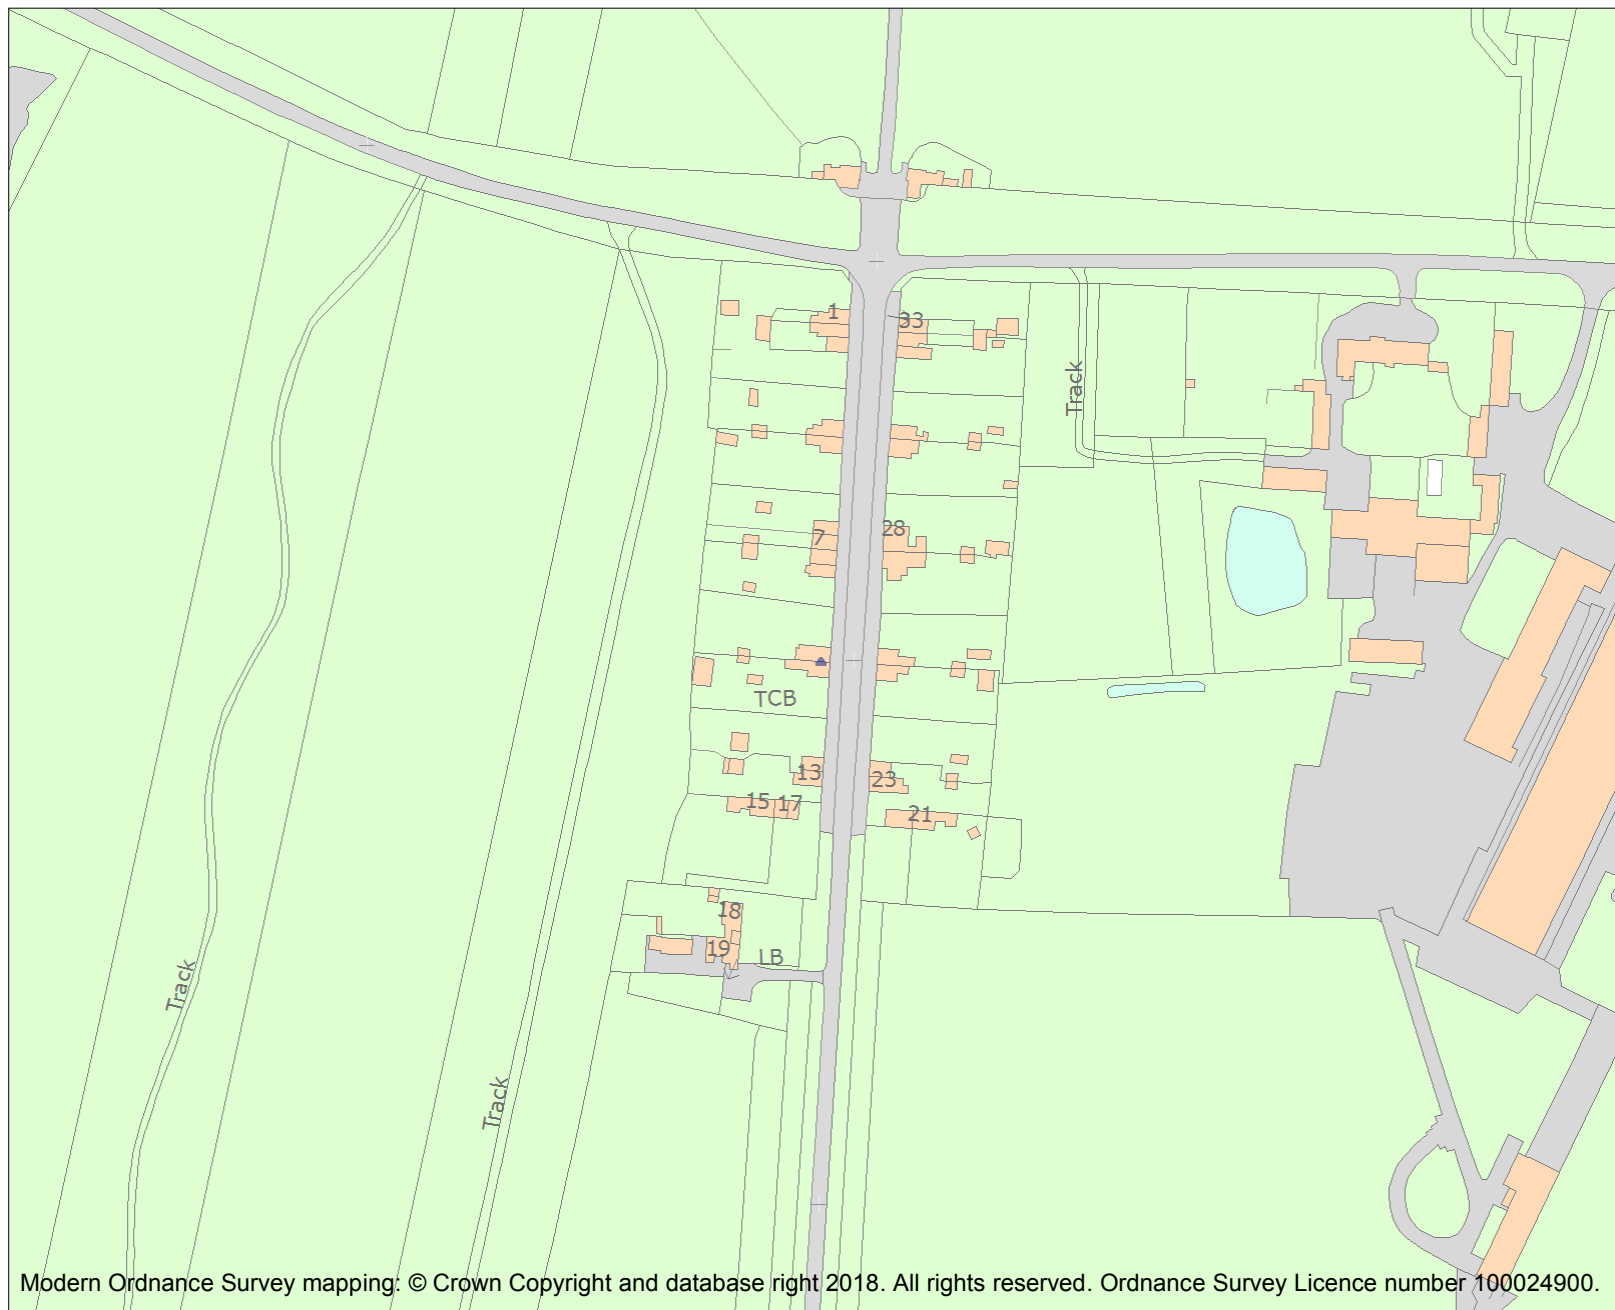 1
33
Track
7
28
TCB
13
23
15
17
21
18
19
LB
Track
Track
Modern Ordnance Survey mapping: © Crown Copyright and database right 2018. All rights reserved. Ordnance Survey Licence number 100024900.